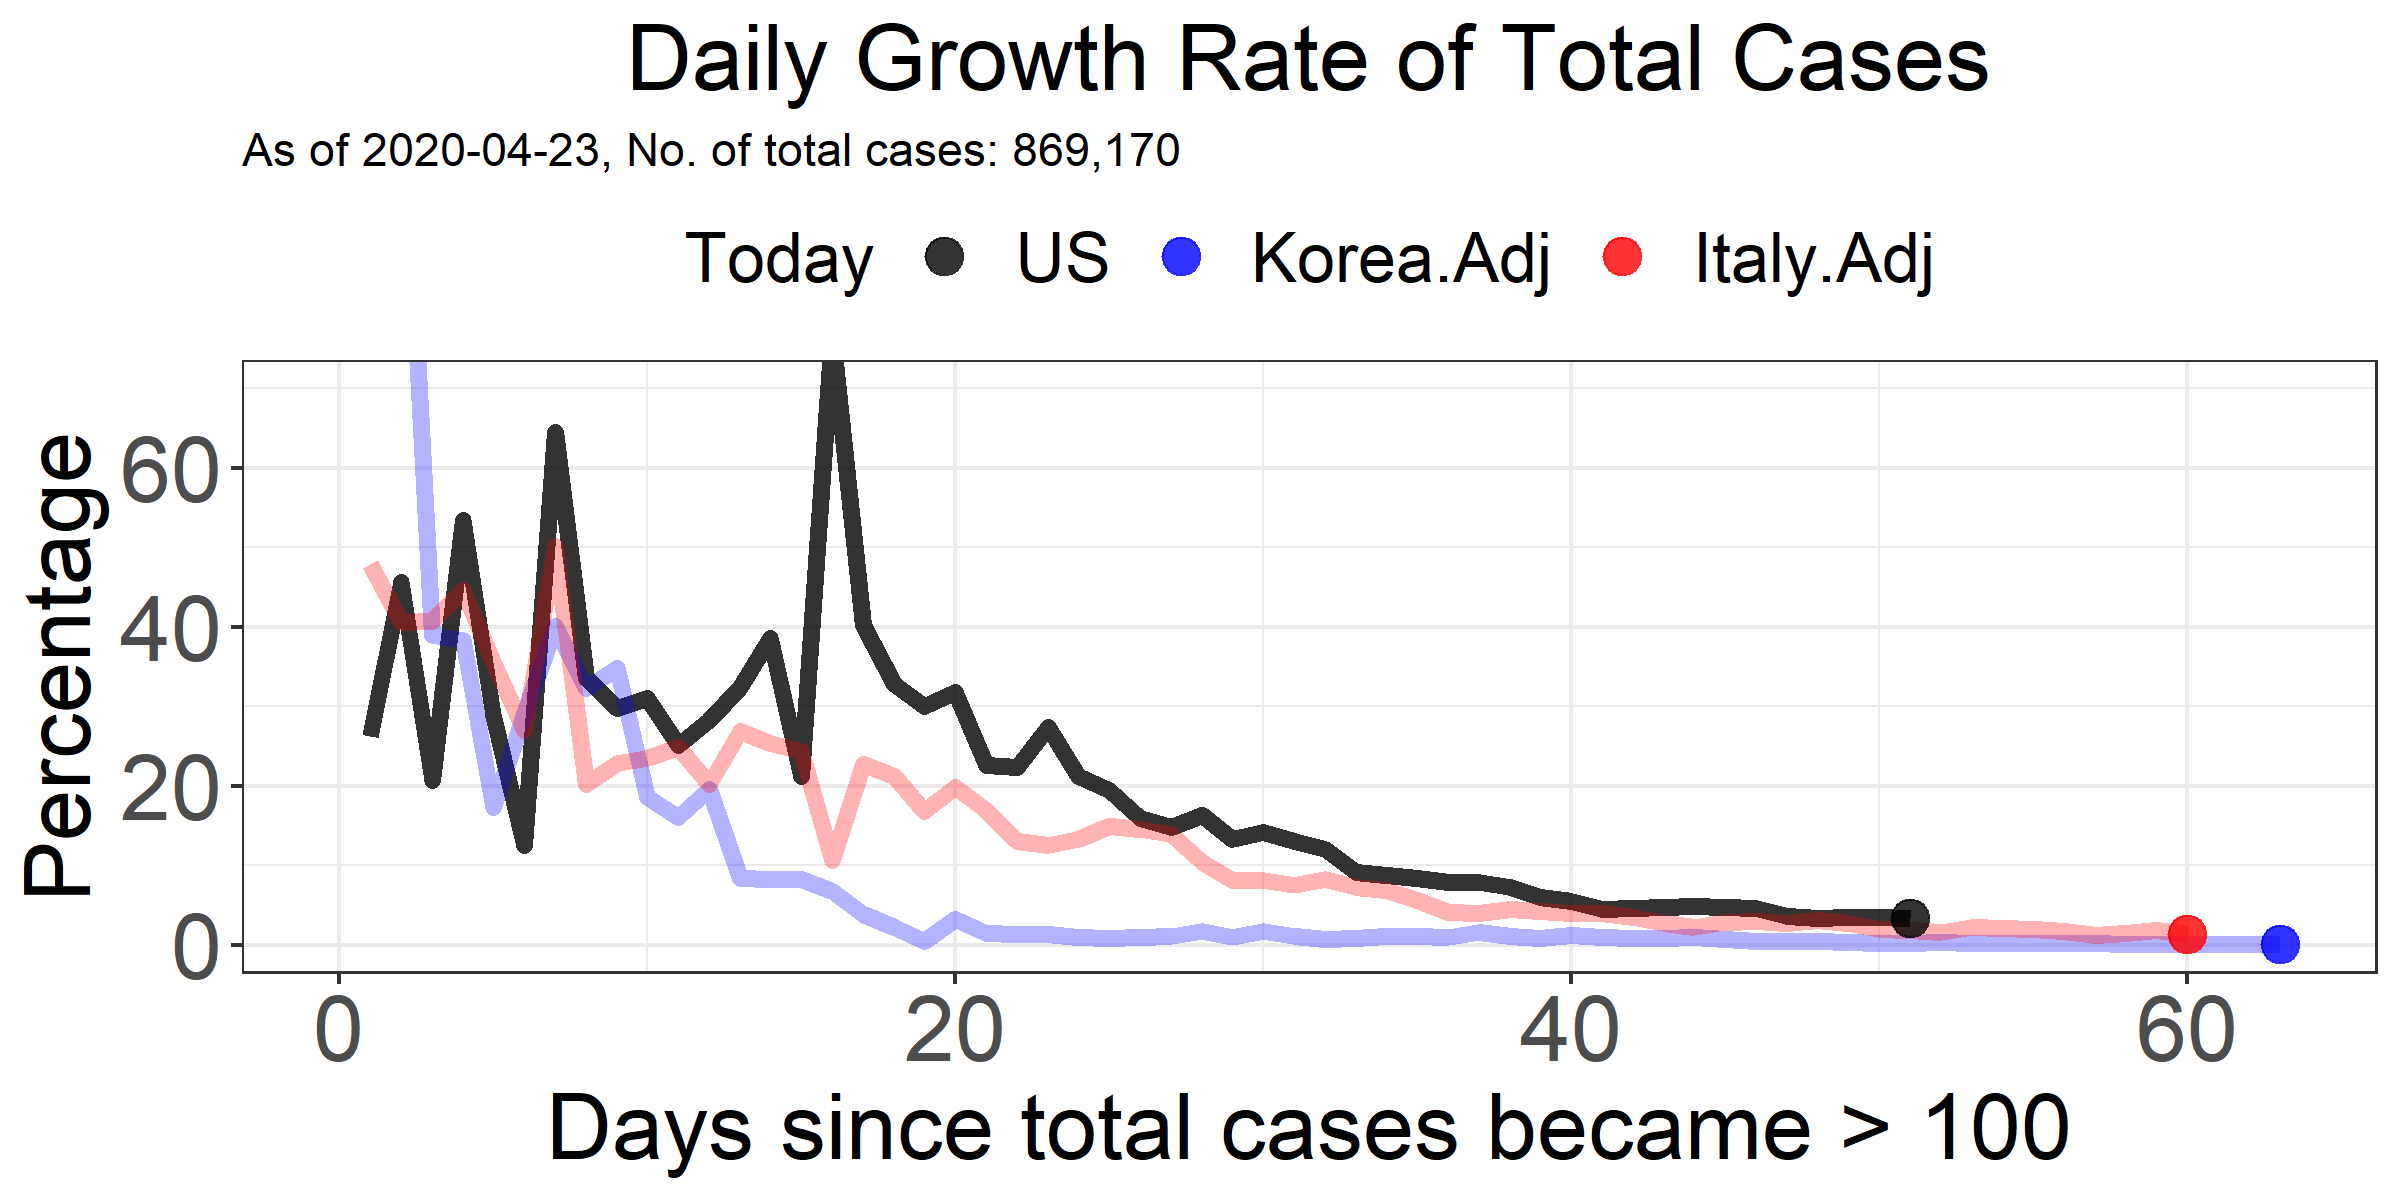 Daily Growth Rate of Total Cases
As of 2020-04-23, No. of total cases: 869,170
Today US Korea.Adj Italy.Adj
Percentage
60
40
20
0
0 20 40 60
Days since total cases became > 100